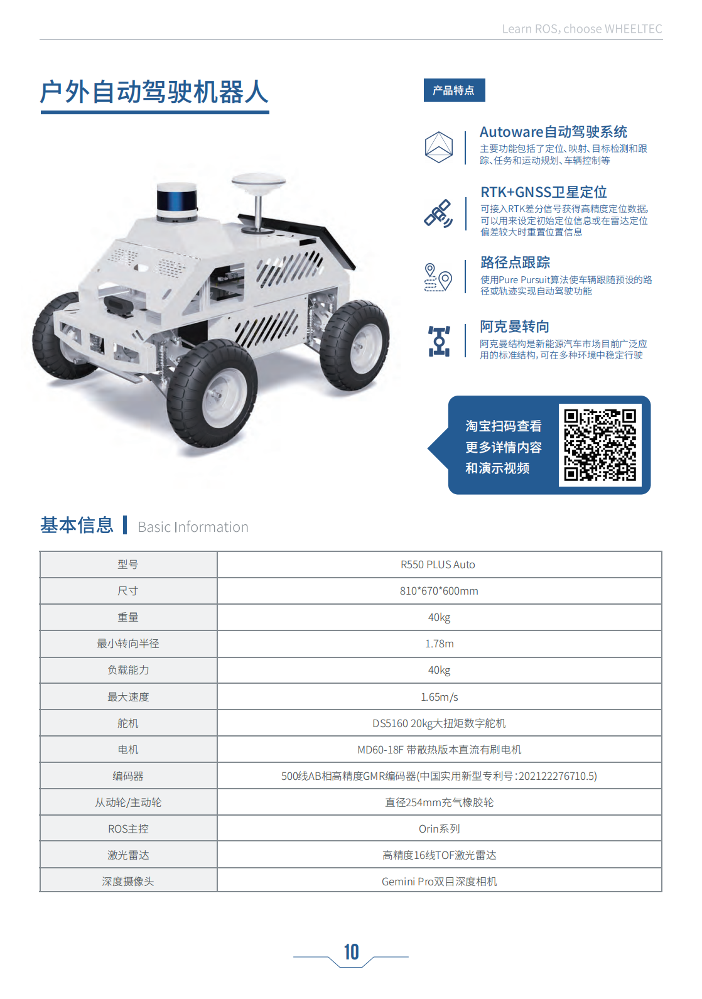 Learn ROS, choose WHEELTEC
户外自动驾驶机器人
产品特点
Autoware自动驾驶系统
主要功能包括了定位、映射、目标检测和跟
踪、任务和运动规划、车辆控制等
RTK+GNSS卫星定位
可接入RTK差分信号获得高精度定位数据,
可以用来设定初始定位信息或在雷达定位
偏差较大时重置位置信息
路径点跟踪
使用Pure Pursuit算法使车辆跟随预设的路
径或轨迹实现自动驾驶功能
阿克曼转向
阿克曼结构是新能源汽车市场目前广泛应
用的标准结构,可在多种环境中稳定行驶
淘宝扫码查看
更多详情内容
和演示视频
基本信息 Basic Information
型号 R550 PLUS Auto
尺寸 810*670*600mm
重量 40kg
最小转向半径 1.78m
负载能力 40kg
最大速度 1.65m/s
舵机 DS5160 20kg大扭矩数字舵机
电机 MD60-18F 带散热版本直流有刷电机
编码器 500线AB相高精度GMR编码器(中国实用新型专利号:202122276710.5)
从动轮/主动轮 直径254mm充气橡胶轮
ROS主控 Orin系列
激光雷达 高精度16线TOF激光雷达
深度摄像头 Gemini Pro双目深度相机
10